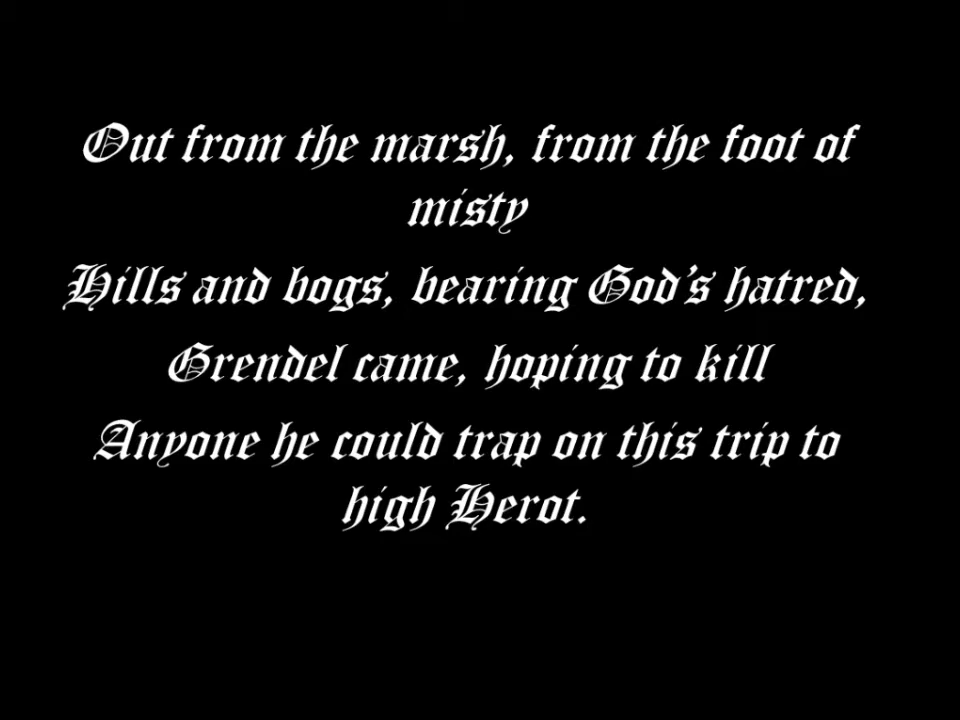 Out from the marsh, from the foot of
misty
Hills and bogs, bearing God's hatred,
Grendel came, hoping to kill
Anyone he could trap on this trip to
high Herot.